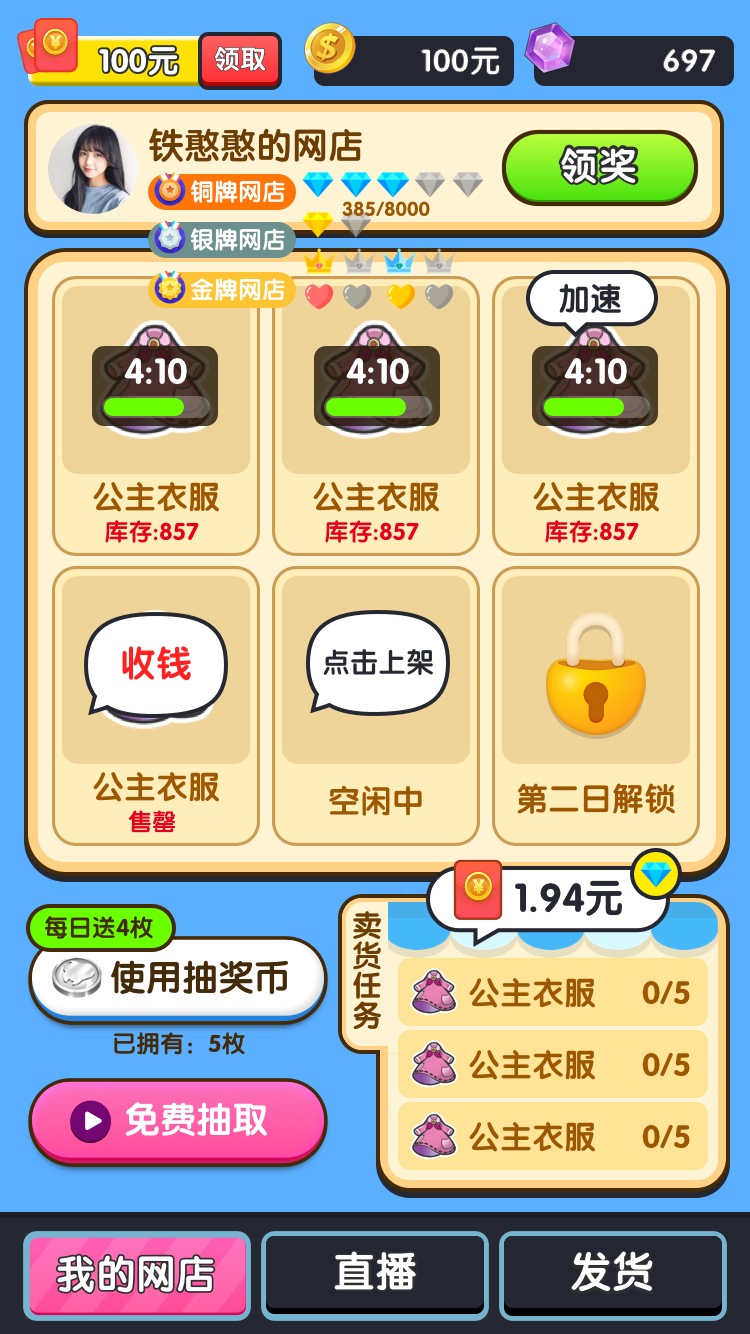 100元
领取
100元
697
铁憨憨的网店
铜牌网店
385/8000
领奖
银牌网店
金牌网店
加速
4:10
4:10
4:10
公主衣服
公主衣服
公主衣服
库存:857
库存:857
库存:857
收钱
点击上架
公主衣服
空闲中
第二日解锁
售罄
1.94元
每日送4枚
使用抽奖币
已拥有：5枚
免费抽取
卖货任务
公主衣服 0/5
公主衣服 0/5
公主衣服 0/5
我的网店
直播
发货